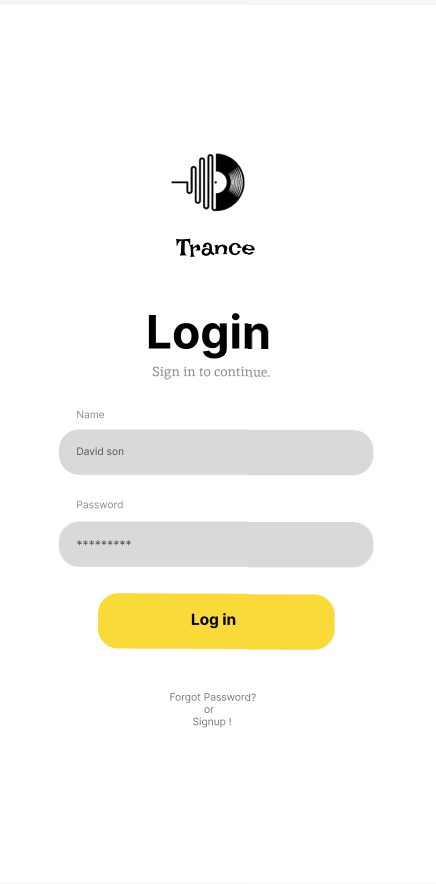 Trance
Login
Sign in to continue.
Name
David son
Password
*********
Log in
Forgot Password?
or
Signup !